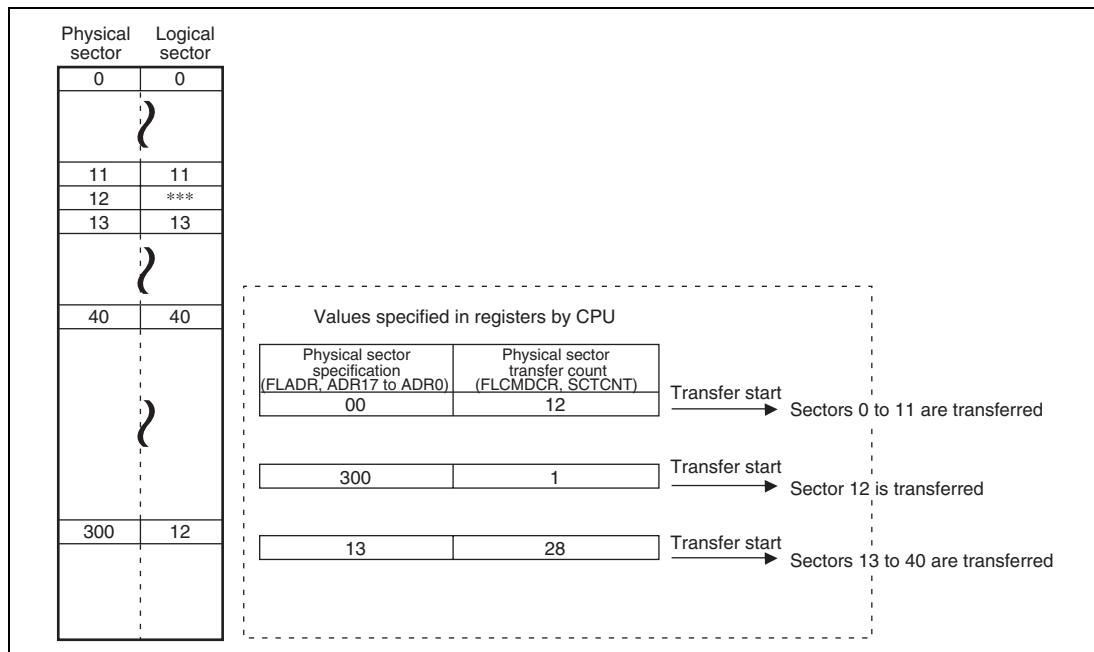 Physical sector Logical sector
0 0
11 11
12 ***
13 13
40 40
300 12
Values specified in registers by CPU
Physical sector specification (FLADR, ADR17 to ADR0) Physical sector transfer count (FLCMDCR, SCTCNT)
00 12 Transfer start Sectors 0 to 11 are transferred
300 1 Transfer start Sector 12 is transferred
13 28 Transfer start Sectors 13 to 40 are transferred